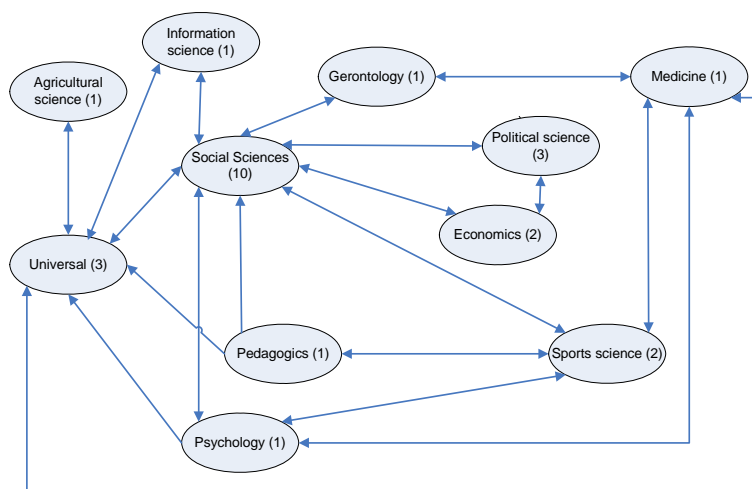 Information
science (1)
Agricultural
science (1)
Gerontology (1)
Medicine (1)
Political science
(3)
Social Sciences
(10)
Economics (2)
Universal (3)
Pedagogics (1)
Sports science (2)
Psychology (1)